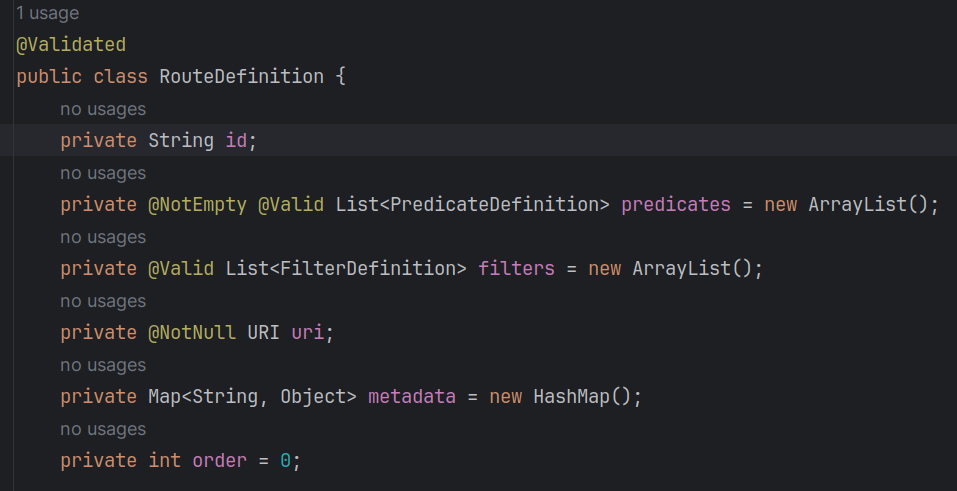 1 usage
@Validated
public class RouteDefinition {
no usages
private String id;
no usages
private @NotEmpty @Valid List<PredicateDefinition> predicates = new ArrayList();
no usages
private @Valid List<FilterDefinition> filters = new ArrayList();
no usages
private @NotNull URI uri;
no usages
private Map<String, Object> metadata = new HashMap();
no usages
private int order = 0;